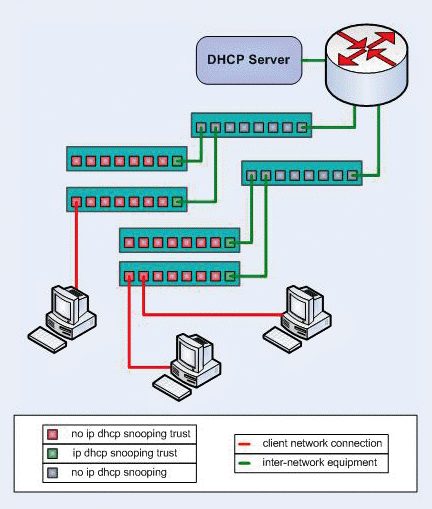 DHCP Server
no ip dhcp snooping trust
ip dhcp snooping trust
no ip dhcp snooping
client network connection
inter-network equipment